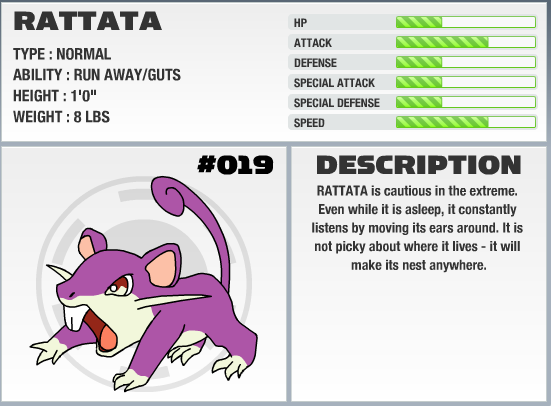 RATTATA
TYPE : NORMAL
ABILITY : RUN AWAY/GUTS
HEIGHT : 1'0"
WEIGHT : 8 LBS
HP
ATTACK
DEFENSE
SPECIAL ATTACK
SPECIAL DEFENSE
SPEED
#019
DESCRIPTION
RATTATA is cautious in the extreme.
Even while it is asleep, it constantly
listens by moving its ears around. It is
not picky about where it lives - it will
make its nest anywhere.